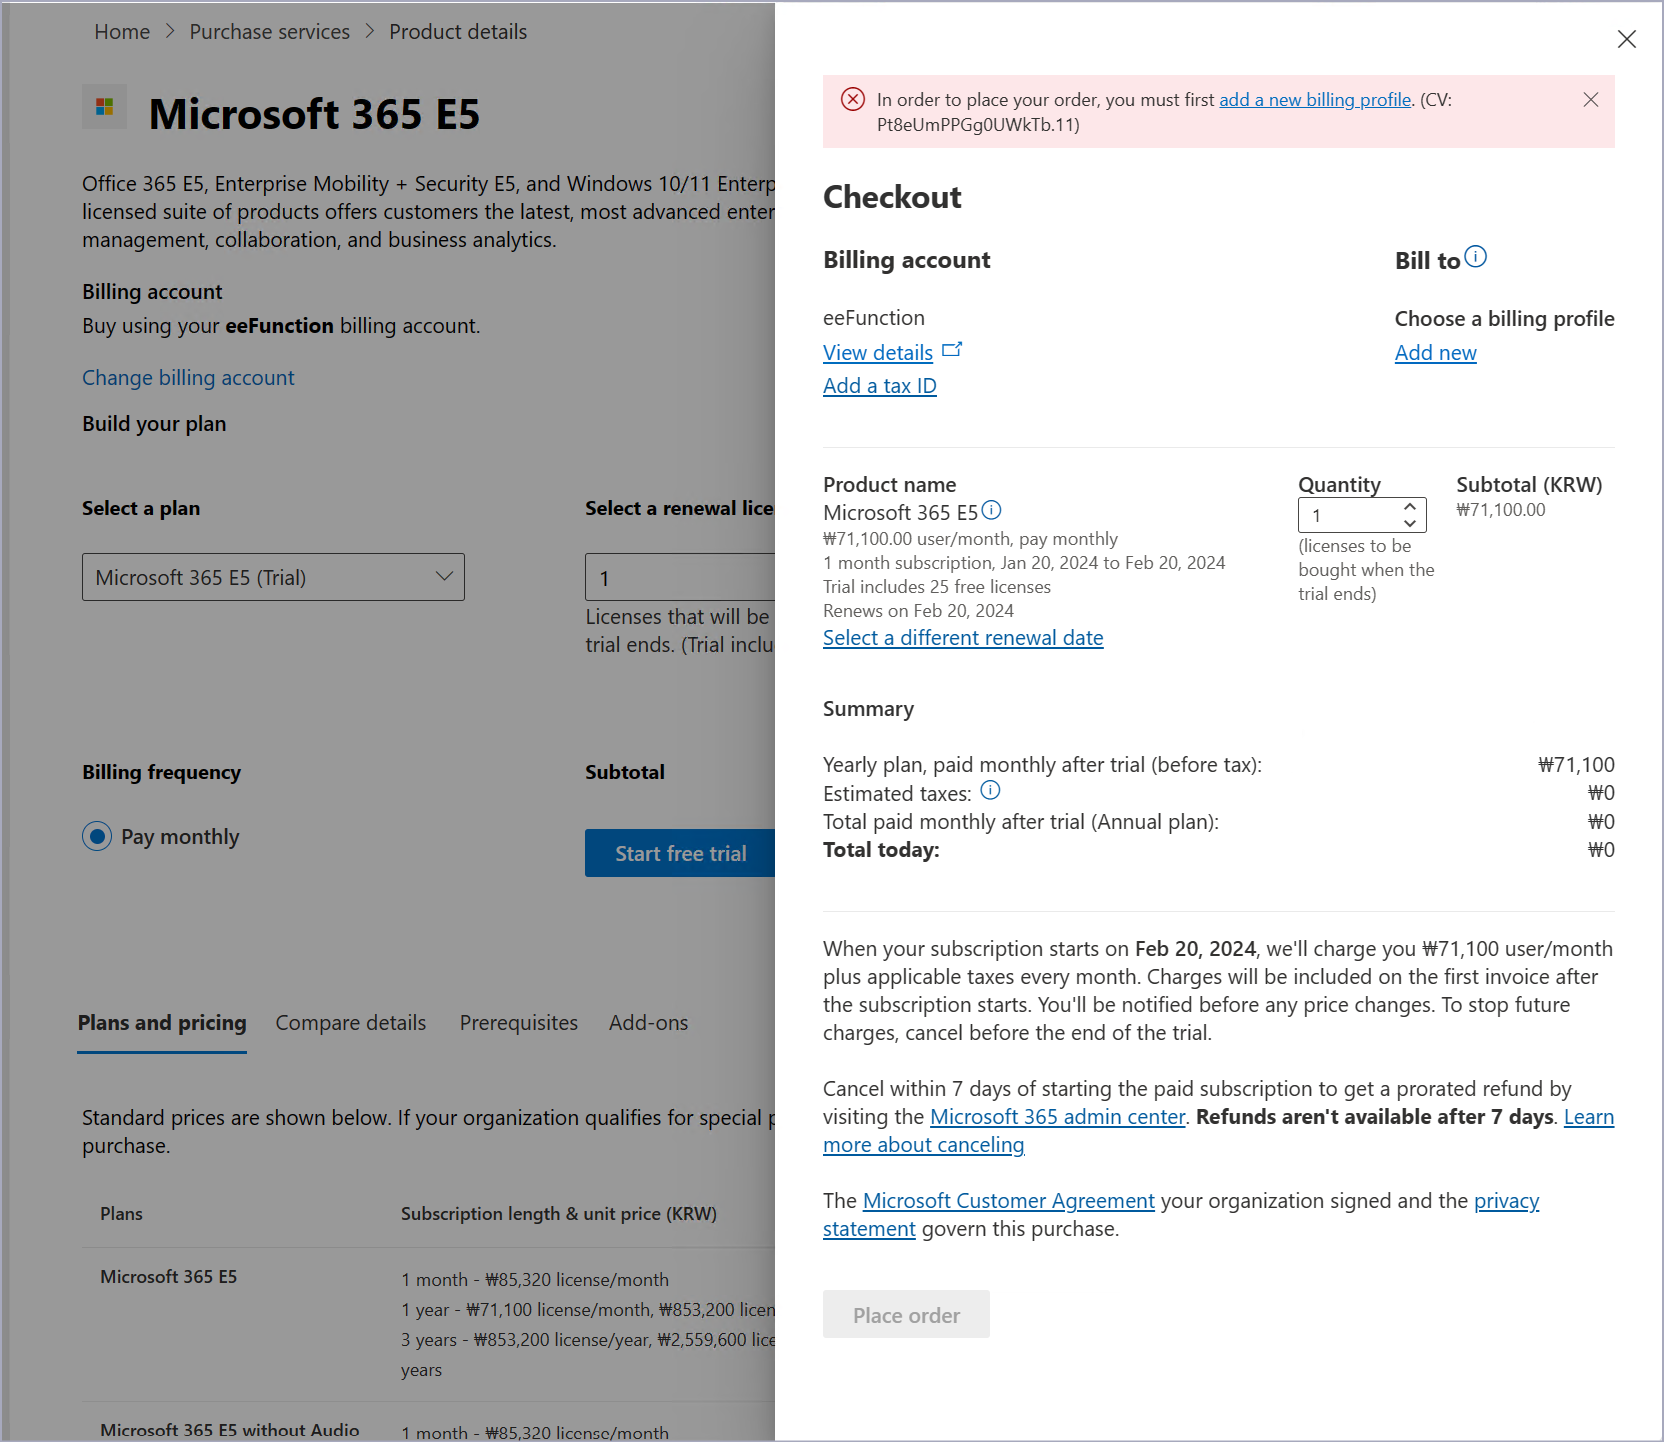 Home > Purchase services > Product details
Microsoft 365 E5
Office 365 E5, Enterprise Mobility + Security E5, and Windows 10/11 Enterp
licensed suite of products offers customers the latest, most advanced enter
management, collaboration, and business analytics.
Billing account
Buy using your eeFunction billing account.
Change billing account
Build your plan
Select a plan
Microsoft 365 E5 (Trial)
Select a renewal lice
1
Licenses that will be
trial ends. (Trial inclu
Billing frequency
Pay monthly
Subtotal
Start free trial
Plans and pricing
Compare details
Prerequisites
Add-ons
Standard prices are shown below. If your organization qualifies for special p
purchase.
Plans
Subscription length & unit price (KRW)
Microsoft 365 E5
1 month - ₩85,320 license/month
1 year - ₩71,100 license/month, ₩853,200 licen
3 years - ₩853,200 license/year, ₩2,559,600 lice
years
Microsoft 365 E5 without Audio
1 month - ₩85,320 license/month
In order to place your order, you must first add a new billing profile. (CV:
Pt8eUmPPGg0UWkTb.11)
Checkout
Billing account
eeFunction
View details
Add a tax ID
Bill to
Choose a billing profile
Add new
Product name
Microsoft 365 E5
₩71,100.00 user/month, pay monthly
1 month subscription, Jan 20, 2024 to Feb 20, 2024
Trial includes 25 free licenses
Renews on Feb 20, 2024
Select a different renewal date
Quantity
1
(licenses to be
bought when the
trial ends)
Subtotal (KRW)
₩71,100.00
Summary
Yearly plan, paid monthly after trial (before tax): ₩71,100
Estimated taxes: ₩0
Total paid monthly after trial (Annual plan): ₩0
Total today: ₩0
When your subscription starts on Feb 20, 2024, we'll charge you ₩71,100 user/month
plus applicable taxes every month. Charges will be included on the first invoice after
the subscription starts. You'll be notified before any price changes. To stop future
charges, cancel before the end of the trial.
Cancel within 7 days of starting the paid subscription to get a prorated refund by
visiting the Microsoft 365 admin center. Refunds aren't available after 7 days. Learn
more about canceling
The Microsoft Customer Agreement your organization signed and the privacy
statement govern this purchase.
Place order